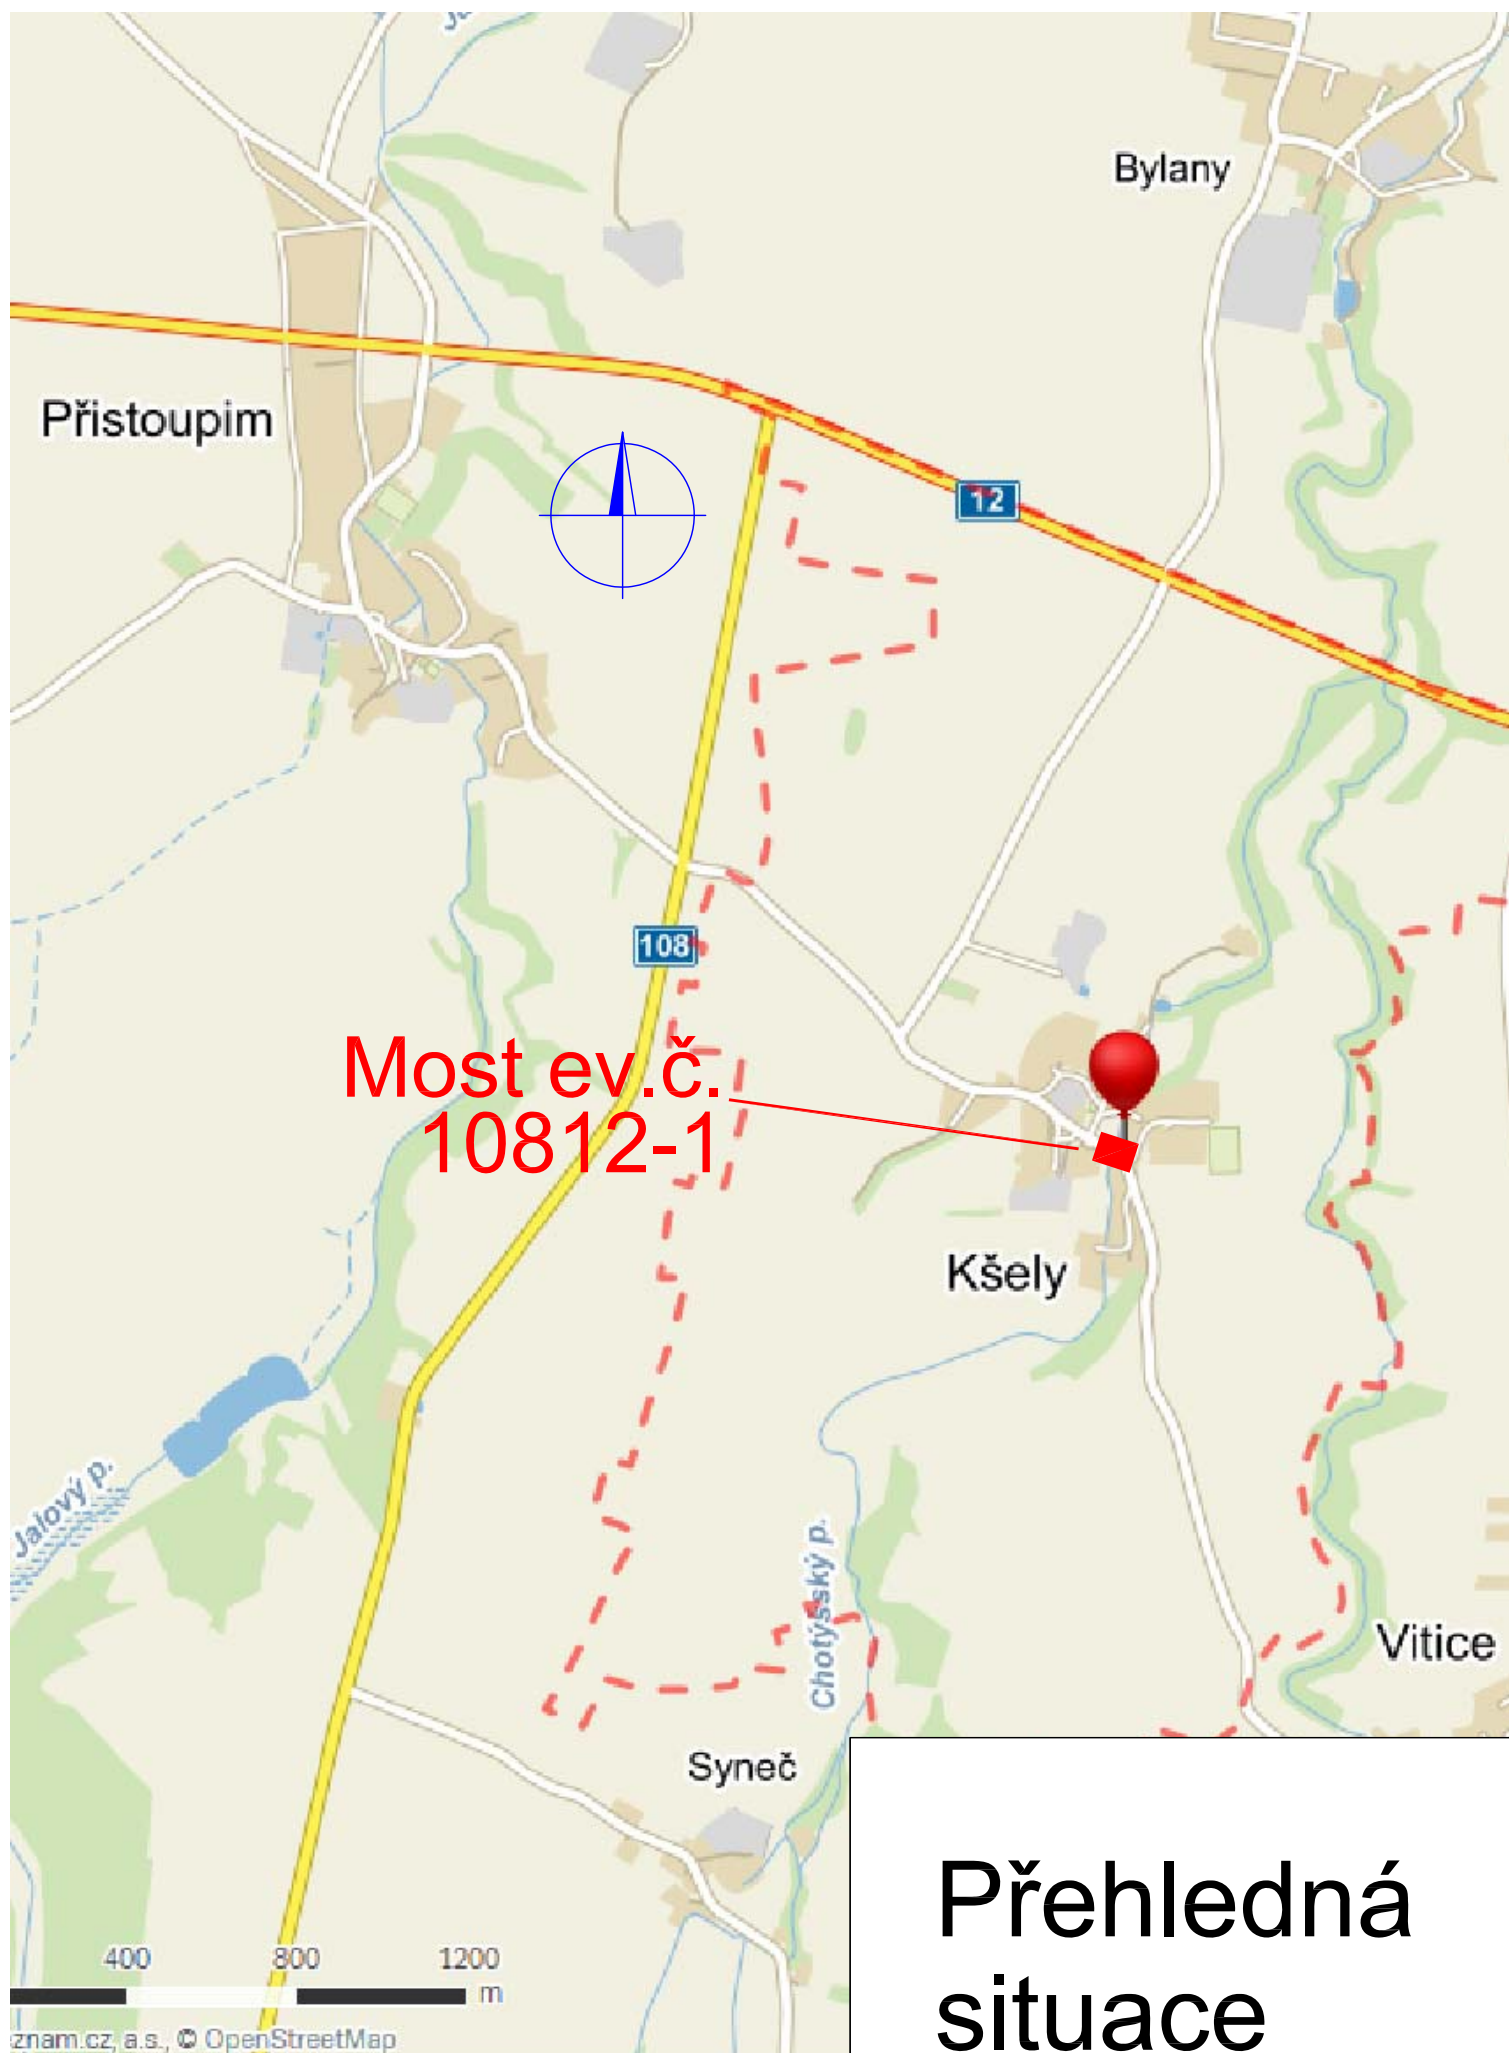 Bylany
Přistoupim
12
108
Most ev.č.
10812-1
Kšely
Jalový p.
Chotýšský p.
Vitice
Syneč
Přehledná
situace
400 800 1200
m
znam.cz, a.s., © OpenStreetMap